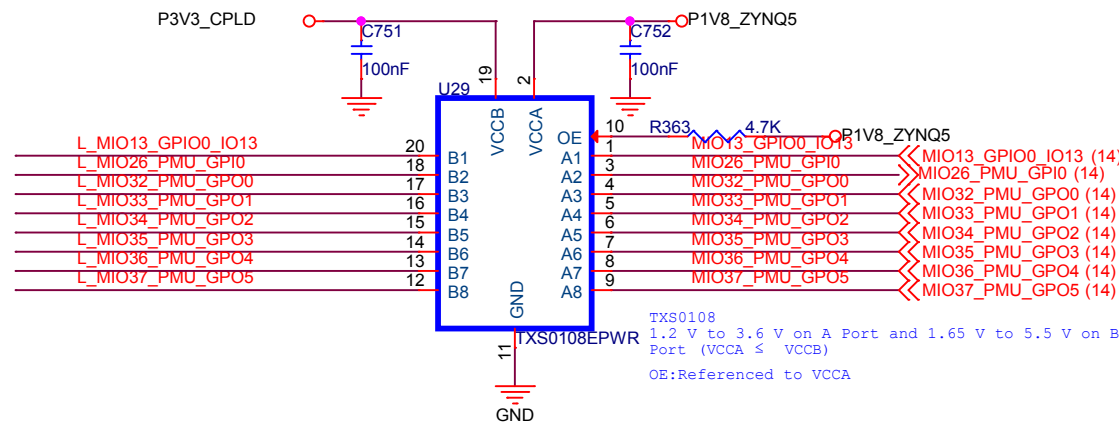 P3V3_CPLD
C751
100nF
C752
100nF
P1V8_ZYNQ5
U29
19
2
VCCB
VCCA
OE
10
R363
4.7K
P1V8_ZYNQ5
L_MIO13_GPIO0_IO13
20
B1
A1
1
MIO13_GPIO0_IO13
MIO13_GPIO0_IO13 (14)
L_MIO26_PMU_GPI0
18
B2
A2
3
MIO26_PMU_GPI0
MIO26_PMU_GPI0 (14)
L_MIO32_PMU_GPO0
17
B3
A3
4
MIO32_PMU_GPO0
MIO32_PMU_GPO0 (14)
L_MIO33_PMU_GPO1
16
B4
A4
5
MIO33_PMU_GPO1
MIO33_PMU_GPO1 (14)
L_MIO34_PMU_GPO2
15
B5
A5
6
MIO34_PMU_GPO2
MIO34_PMU_GPO2 (14)
L_MIO35_PMU_GPO3
14
B6
A6
7
MIO35_PMU_GPO3
MIO35_PMU_GPO3 (14)
L_MIO36_PMU_GPO4
13
B7
A7
8
MIO36_PMU_GPO4
MIO36_PMU_GPO4 (14)
L_MIO37_PMU_GPO5
12
B8
A8
9
MIO37_PMU_GPO5
MIO37_PMU_GPO5 (14)
GND
11
TXS0108EPWR
GND
TXS0108
1.2 V to 3.6 V on A Port and 1.65 V to 5.5 V on B
Port (VCCA ≤ VCCB)
OE:Referenced to VCCA